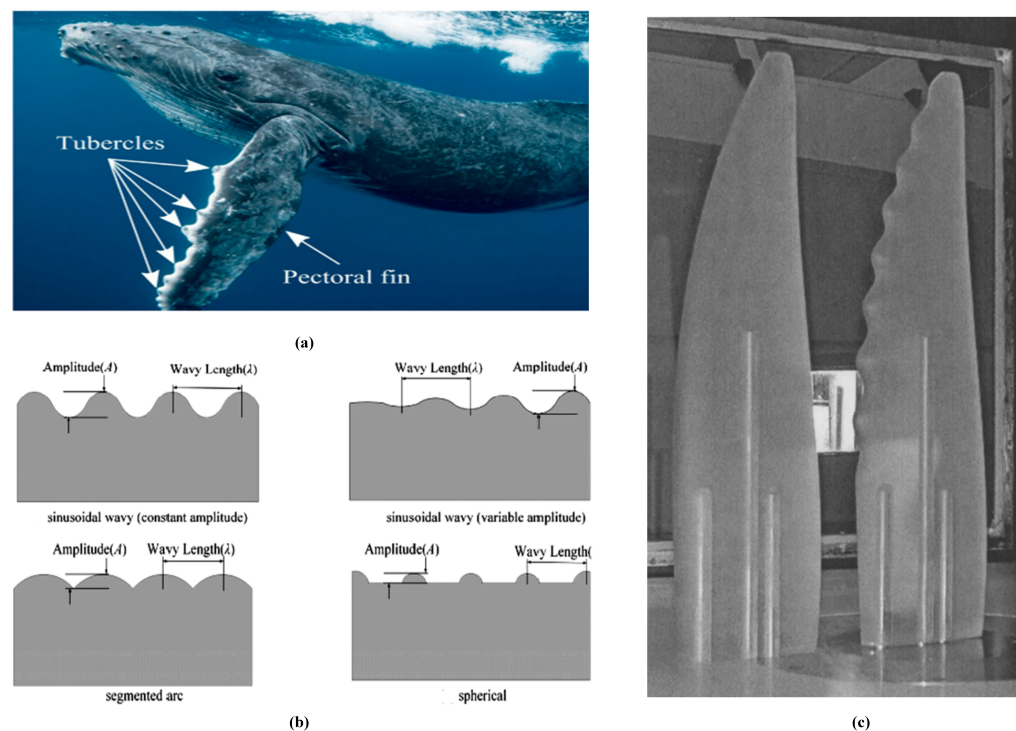 Tubercles
Pectoral fin
(a)
Amplitude(A)
Wavy Length(λ)
sinusoidal wavy (constant amplitude)
Wavy Length(λ)
Amplitude(A)
sinusoidal wavy (variable amplitude)
Amplitude(A)
Wavy Length(λ)
segmented arc
Amplitude(A)
Wavy Length(
spherical
(b)
(c)